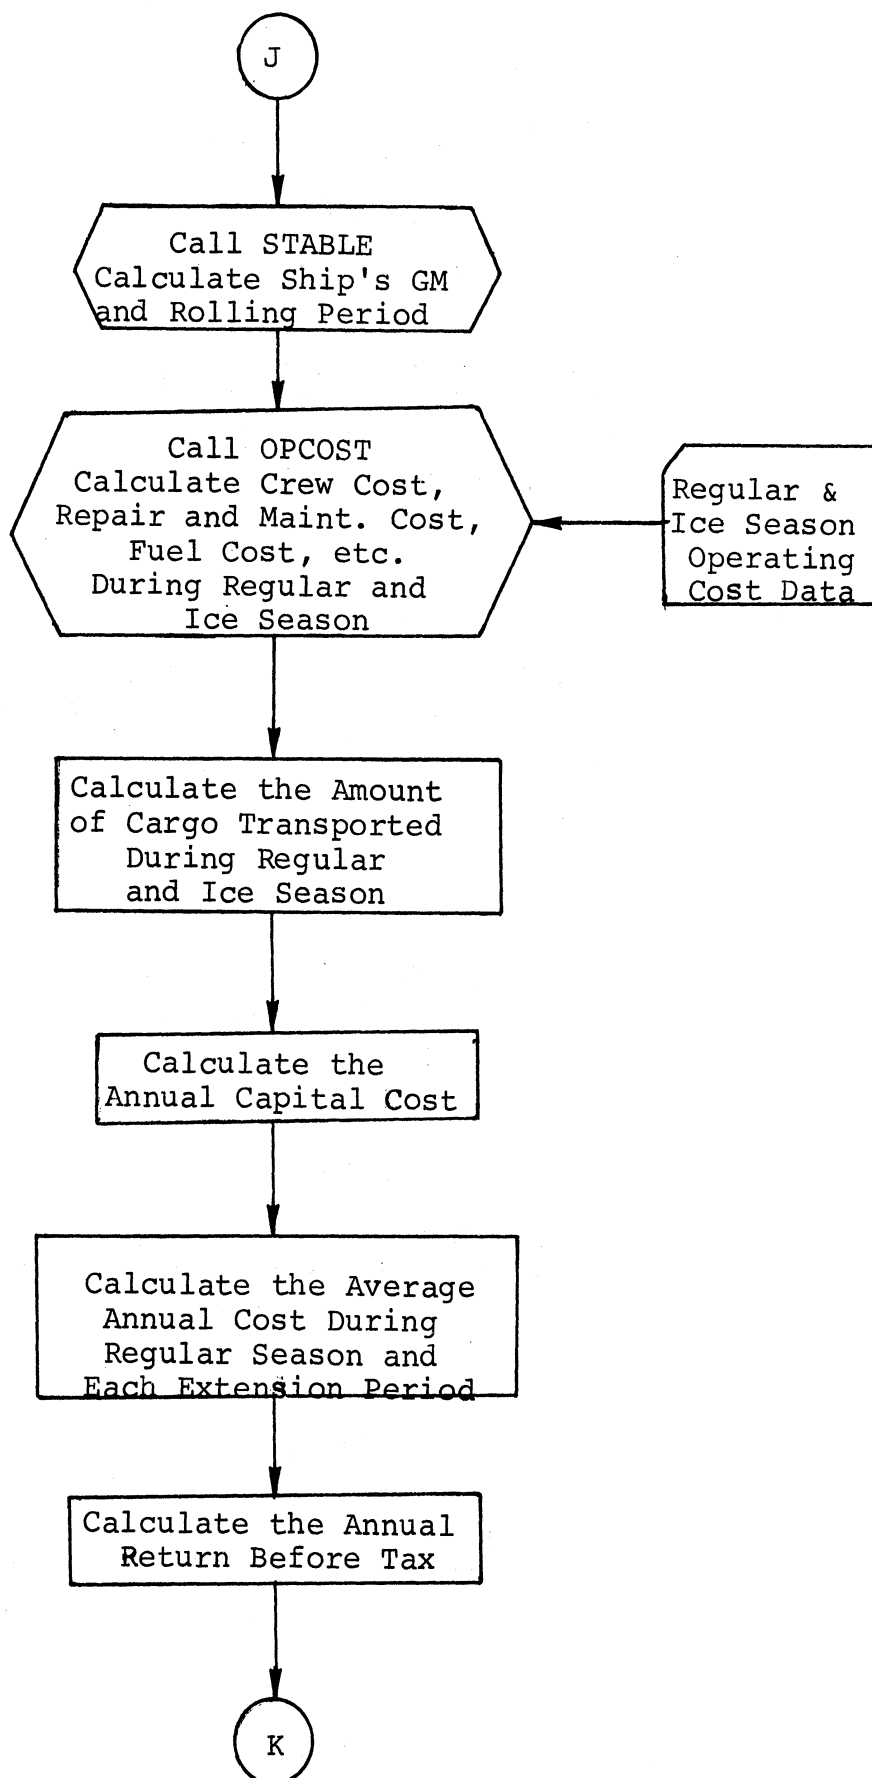 J
Call STABLE
Calculate Ship's GM
and Rolling Period
Call OPCOST
Calculate Crew Cost,
Repair and Maint. Cost,
Fuel Cost, etc.
During Regular and
Ice Season
Regular &
Ice Season
Operating
Cost Data
Calculate the Amount
of Cargo Transported
During Regular
and Ice Season
Calculate the
Annual Capital Cost
Calculate the Average
Annual Cost During
Regular Season and
Each Extension Period
Calculate the Annual
Return Before Tax
K